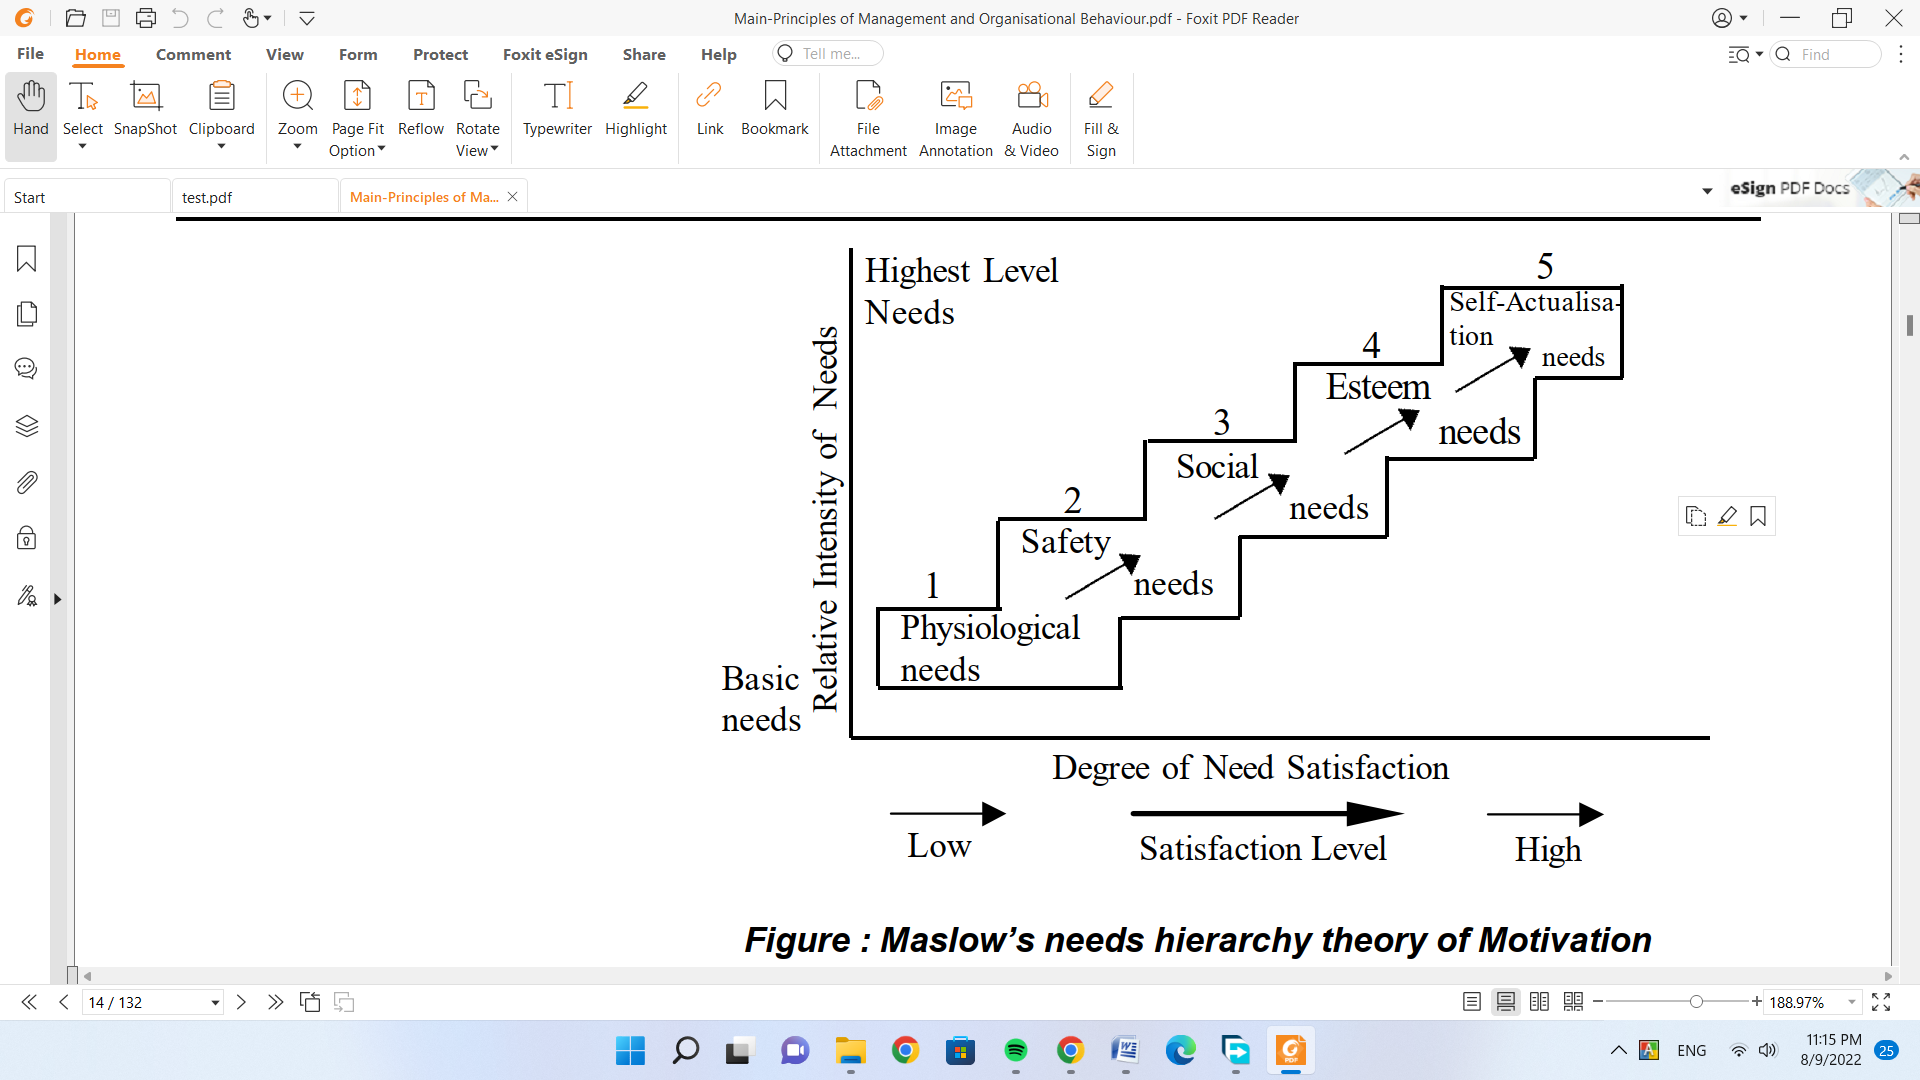 Main-Principles of Management and Organisational Behaviour.pdf - Foxit PDF Reader
File Home Comment View Form Protect Foxit eSign Share Help Tell me... Find
Hand Select SnapShot Clipboard Zoom Page Fit Option Reflow Rotate View Typewriter Highlight Link Bookmark File Attachment Image Annotation Audio & Video Fill & Sign
Start test.pdf Main-Principles of Ma... eSign PDF Docs
Highest Level
Needs
Relative Intensity of Needs
Basic
needs
5
Self-Actualisa-
tion
needs
4
Esteem
needs
3
Social
needs
2
Safety
needs
1
Physiological
needs
Degree of Need Satisfaction
Low Satisfaction Level High
Figure : Maslow’s needs hierarchy theory of Motivation
14 / 132 188.97%
ENG 11:15 PM
8/9/2022 25